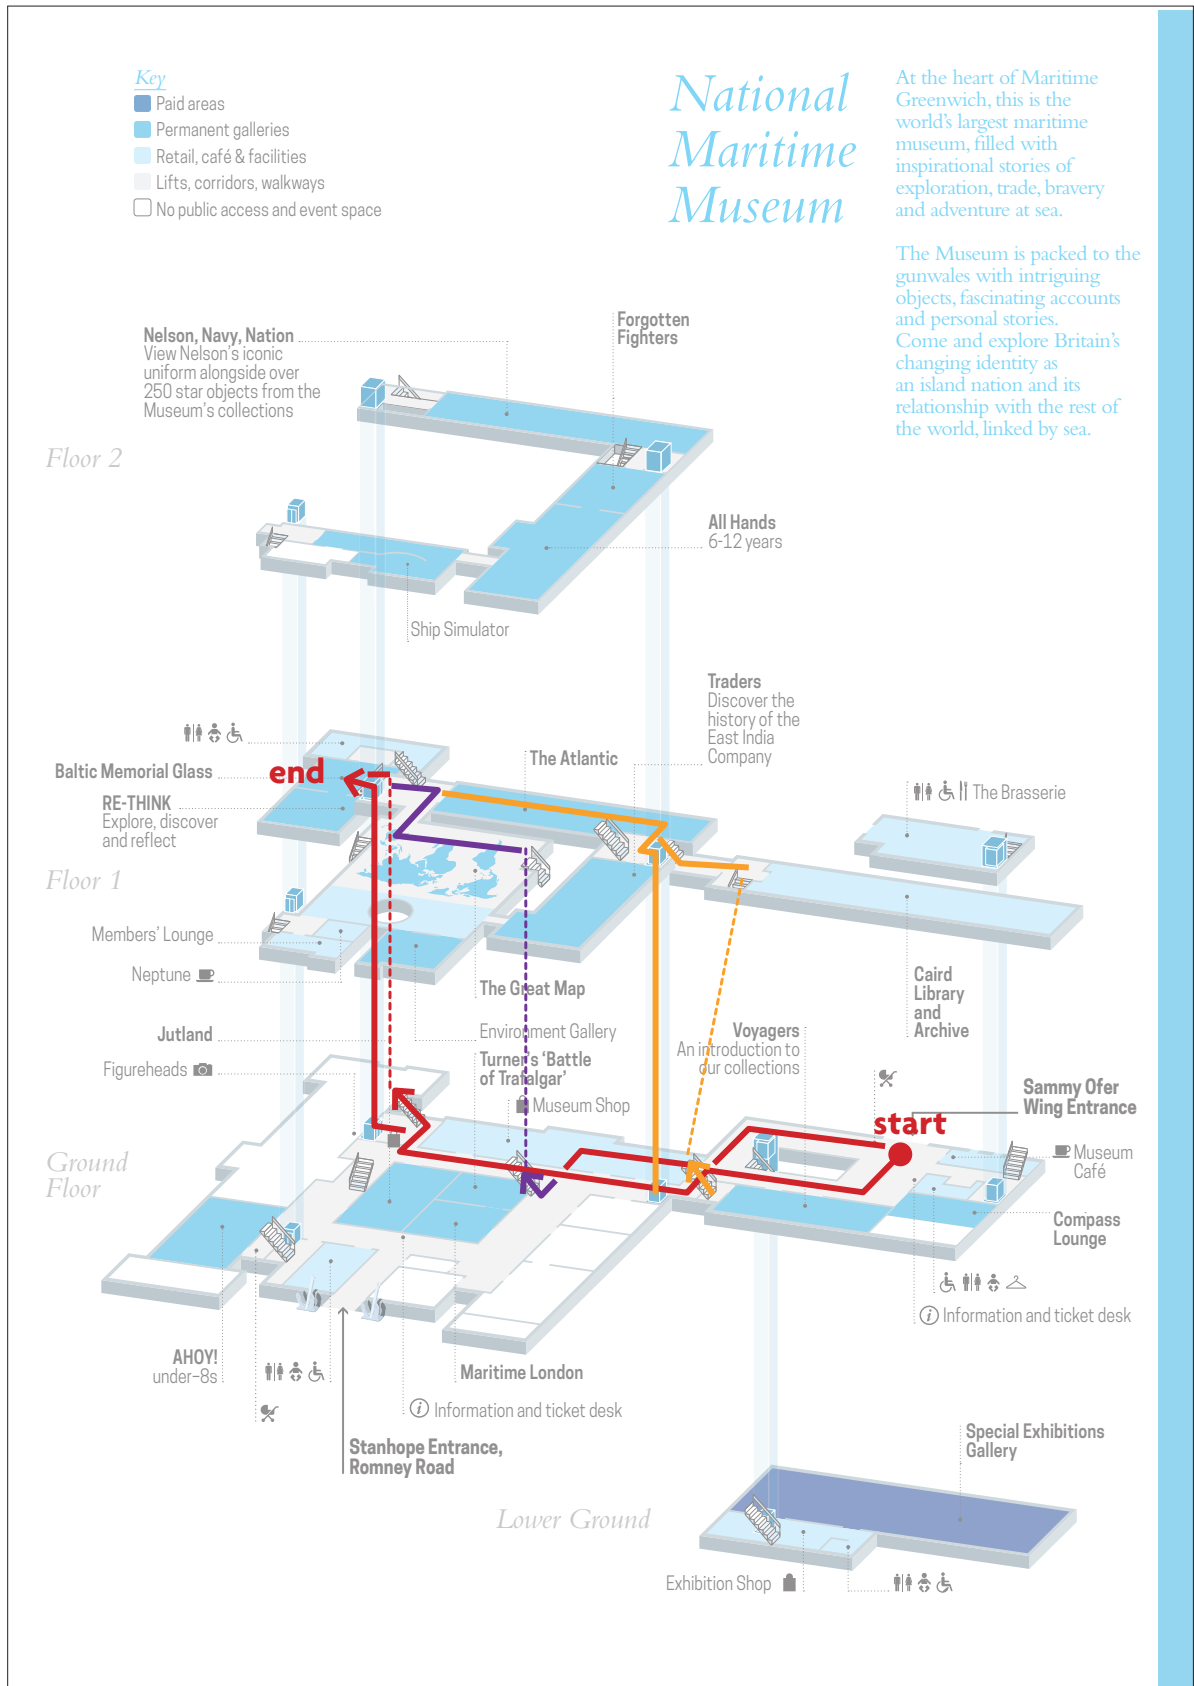 Key
Paid areas
Permanent galleries
Retail, café & facilities
Lifts, corridors, walkways
No public access and event space
National
Maritime
Museum
At the heart of Maritime
Greenwich, this is the
world's largest maritime
museum, filled with
inspirational stories of
exploration, trade, bravery
and adventure at sea.
The Museum is packed to the
gunwales with intriguing
objects, fascinating accounts
and personal stories.
Come and explore Britain's
changing identity as
an island nation and its
relationship with the rest of
the world, linked by sea.
Nelson, Navy, Nation
View Nelson's iconic
uniform alongside over
250 star objects from the
Museum's collections
Forgotten
Fighters
Floor 2
All Hands
6-12 years
Ship Simulator
Traders
Discover the
history of the
East India
Company
The Atlantic
Baltic Memorial Glass
end
RE-THINK
Explore, discover
and reflect
The Brasserie
Floor 1
Members' Lounge
Neptune
The Great Map
Caird
Library
and
Archive
Jutland
Environment Gallery
Voyagers
An introduction to
our collections
Figureheads
Turner's 'Battle
of Trafalgar'
Museum Shop
Sammy Ofer
Wing Entrance
start
Ground
Floor
Museum
Café
Compass
Lounge
i Information and ticket desk
AHOY!
under-8s
Maritime London
i Information and ticket desk
Stanhope Entrance,
Romney Road
Special Exhibitions
Gallery
Lower Ground
Exhibition Shop